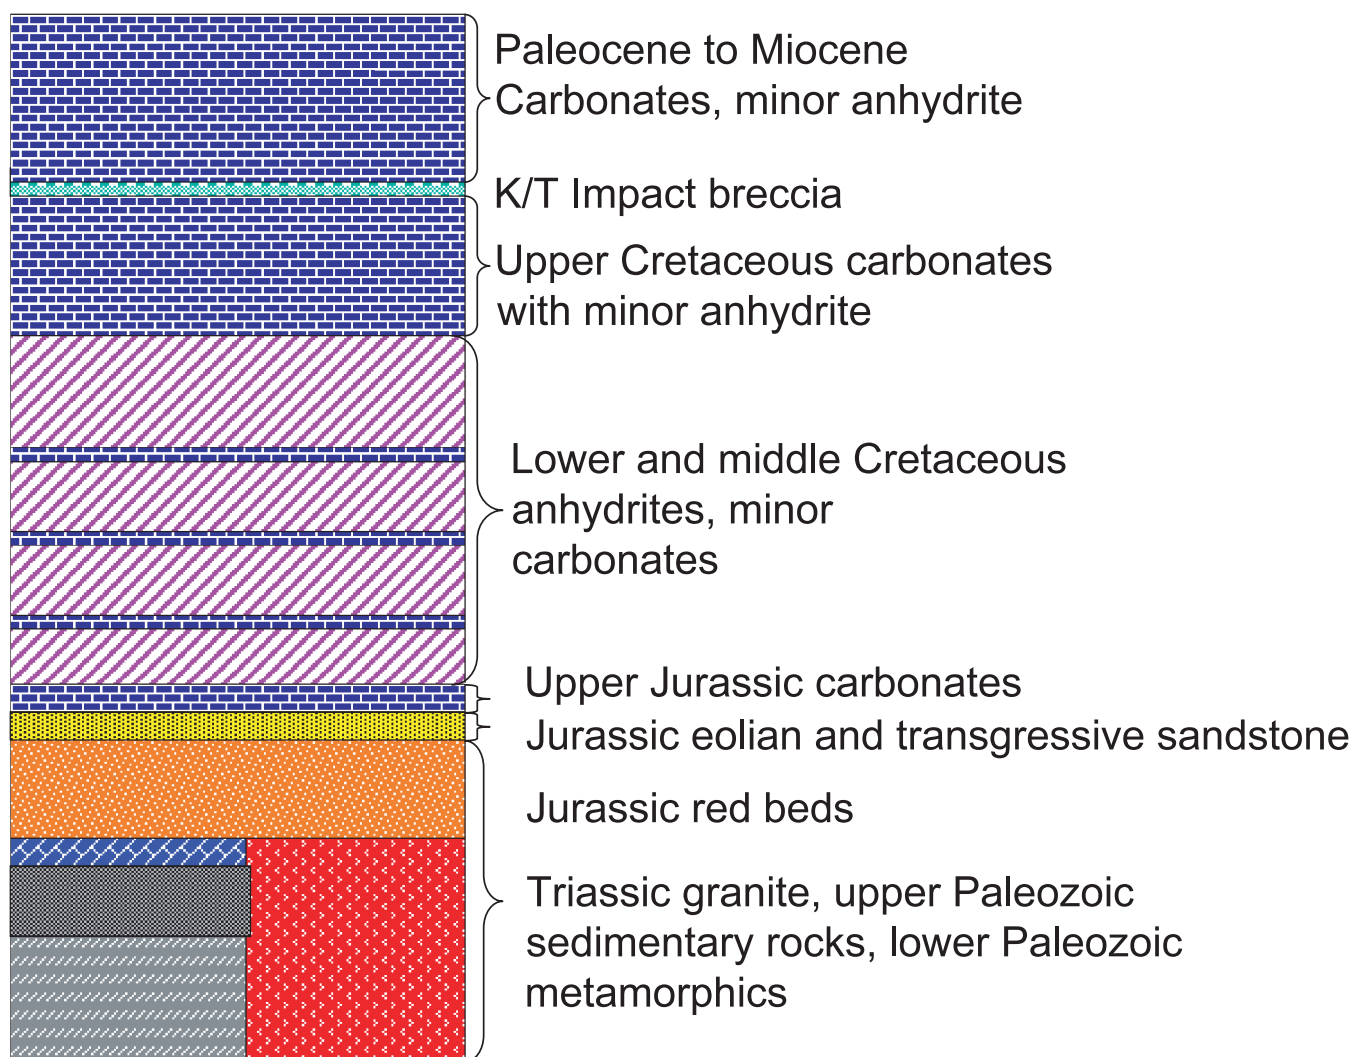 Paleocene to Miocene
Carbonates, minor anhydrite
K/T Impact breccia
Upper Cretaceous carbonates
with minor anhydrite
Lower and middle Cretaceous
anhydrites, minor
carbonates
Upper Jurassic carbonates
Jurassic eolian and transgressive sandstone
Jurassic red beds
Triassic granite, upper Paleozoic
sedimentary rocks, lower Paleozoic
metamorphics